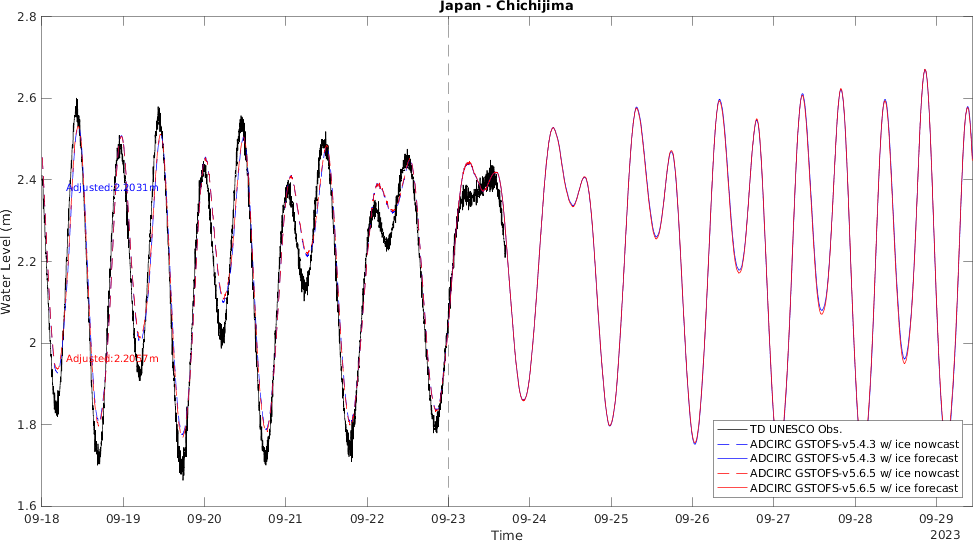 Japan - Chichijima
2.8
2.6
2.4
2.2
2
1.8
1.6
Water Level (m)
Adjusted:2.2031m
Adjusted:2.2067m
TD UNESCO Obs.
ADCIRC GSTOFS-v5.4.3 w/ ice nowcast
ADCIRC GSTOFS-v5.4.3 w/ ice forecast
ADCIRC GSTOFS-v5.6.5 w/ ice nowcast
ADCIRC GSTOFS-v5.6.5 w/ ice forecast
09-18 09-19 09-20 09-21 09-22 09-23 09-24 09-25 09-26 09-27 09-28 09-29
Time
2023